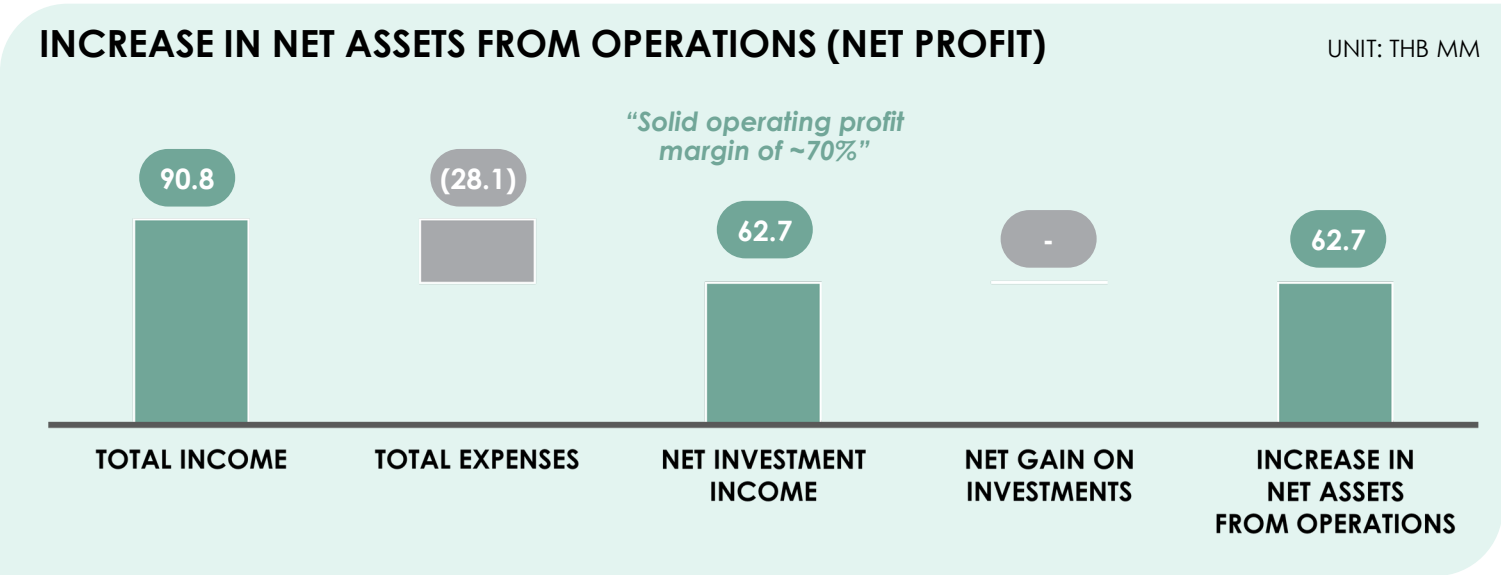 INCREASE IN NET ASSETS FROM OPERATIONS (NET PROFIT)
UNIT: THB MM
“Solid operating profit
margin of ~70%”
90.8
(28.1)
62.7
-
62.7
TOTAL INCOME
TOTAL EXPENSES
NET INVESTMENT
INCOME
NET GAIN ON
INVESTMENTS
INCREASE IN
NET ASSETS
FROM OPERATIONS